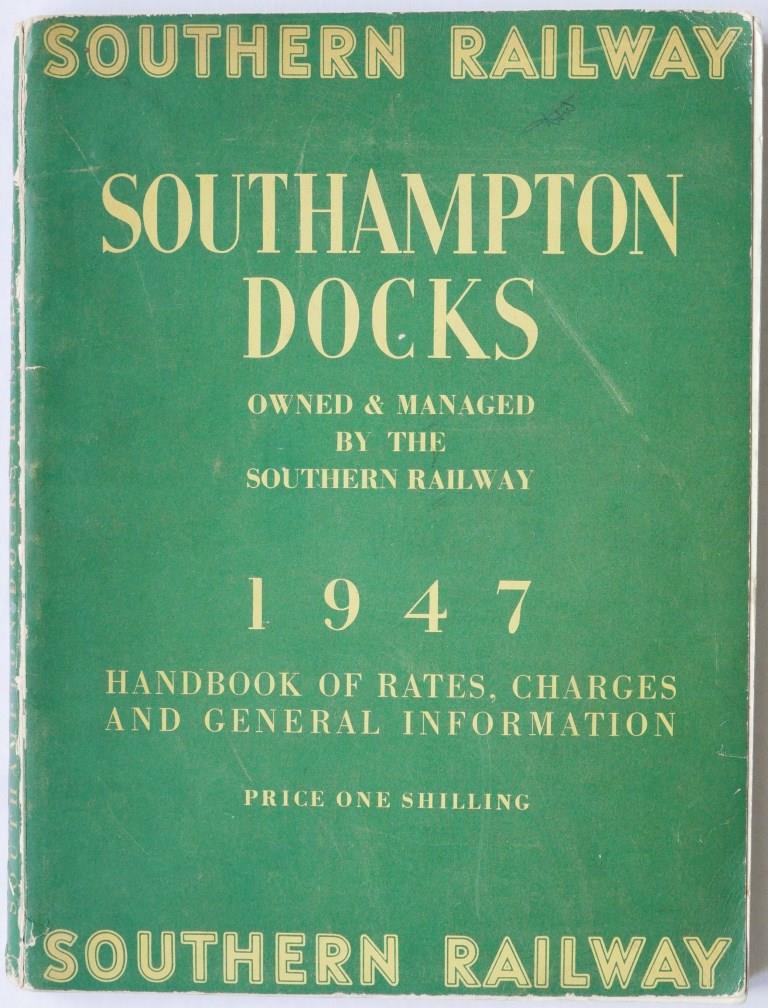 SOUTHERN RAILWAY
SOUTHAMPTON
DOCKS
OWNED & MANAGED
BY THE
SOUTHERN RAILWAY
1947
HANDBOOK OF RATES, CHARGES
AND GENERAL INFORMATION
PRICE ONE SHILLING
SOUTHERN RAILWAY